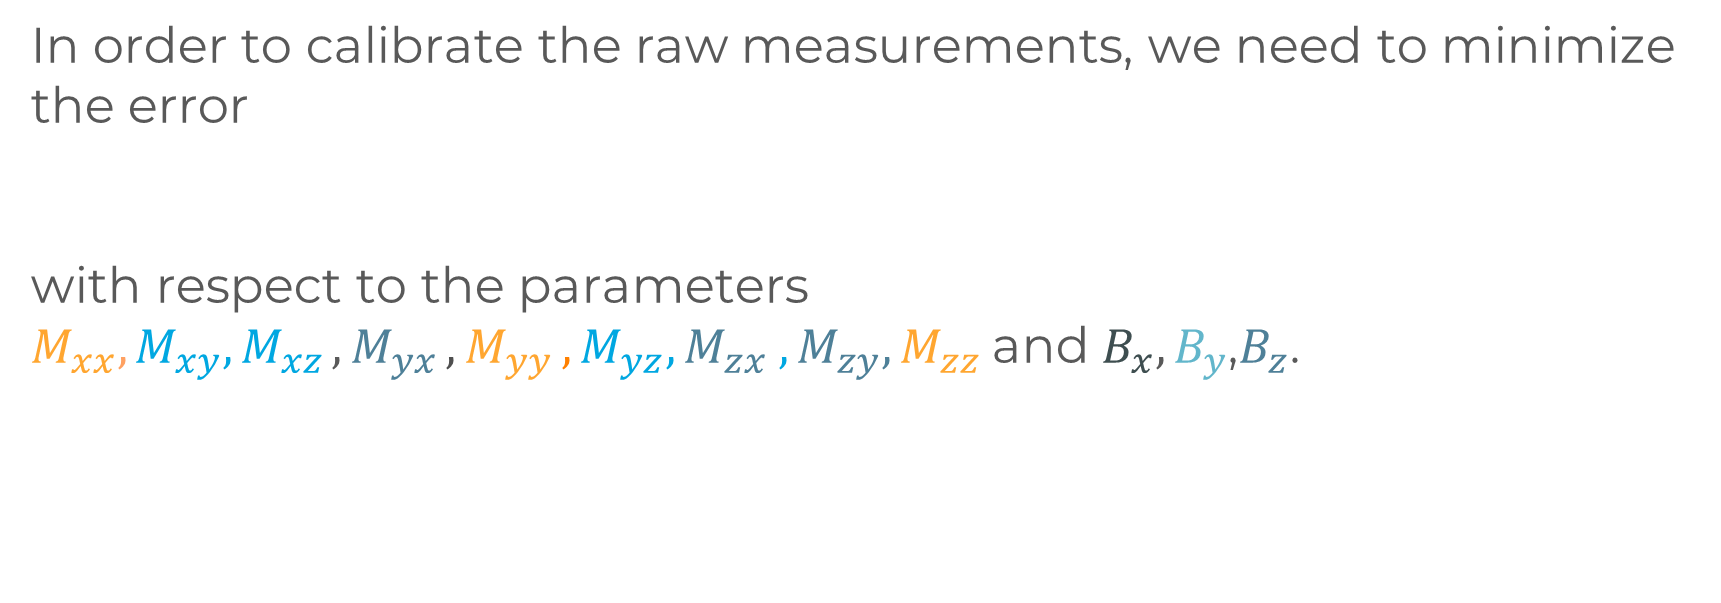 In order to calibrate the raw measurements, we need to minimize
the error
with respect to the parameters
Mxx, Mxy, Mxz , Myx , Myy , Myz, Mzx , Mzy, Mzz and Bx, By,Bz.